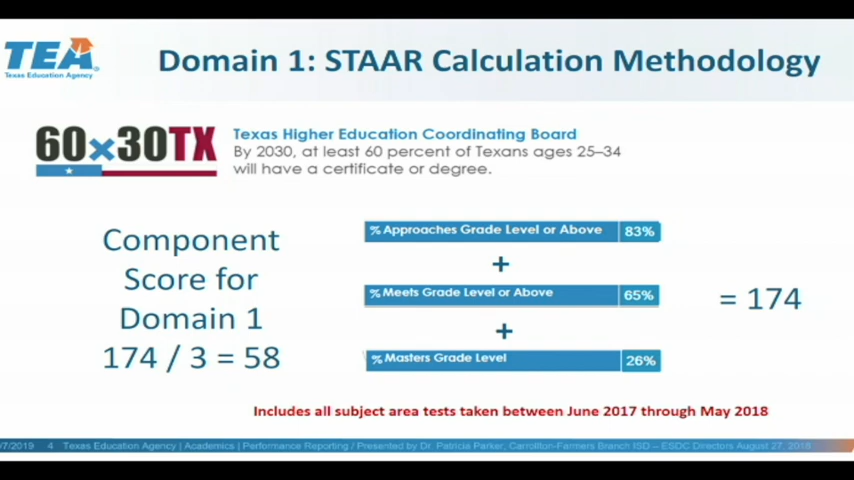 TEA
Texas Education Agency
Domain 1: STAAR Calculation Methodology
60x30TX
Texas Higher Education Coordinating Board
By 2030, at least 60 percent of Texans ages 25–34
will have a certificate or degree.
Component
Score for
Domain 1
174 / 3 = 58
% Approaches Grade Level or Above 83%
+
% Meets Grade Level or Above 65%
+
% Masters Grade Level 26%
= 174
Includes all subject area tests taken between June 2017 through May 2018
/7/2019 4 Texas Education Agency | Academics | Performance Reporting / Presented by Dr. Patricia Parker, Carrollton-Farmers Branch ISD – ESDC Directors August 27, 2018